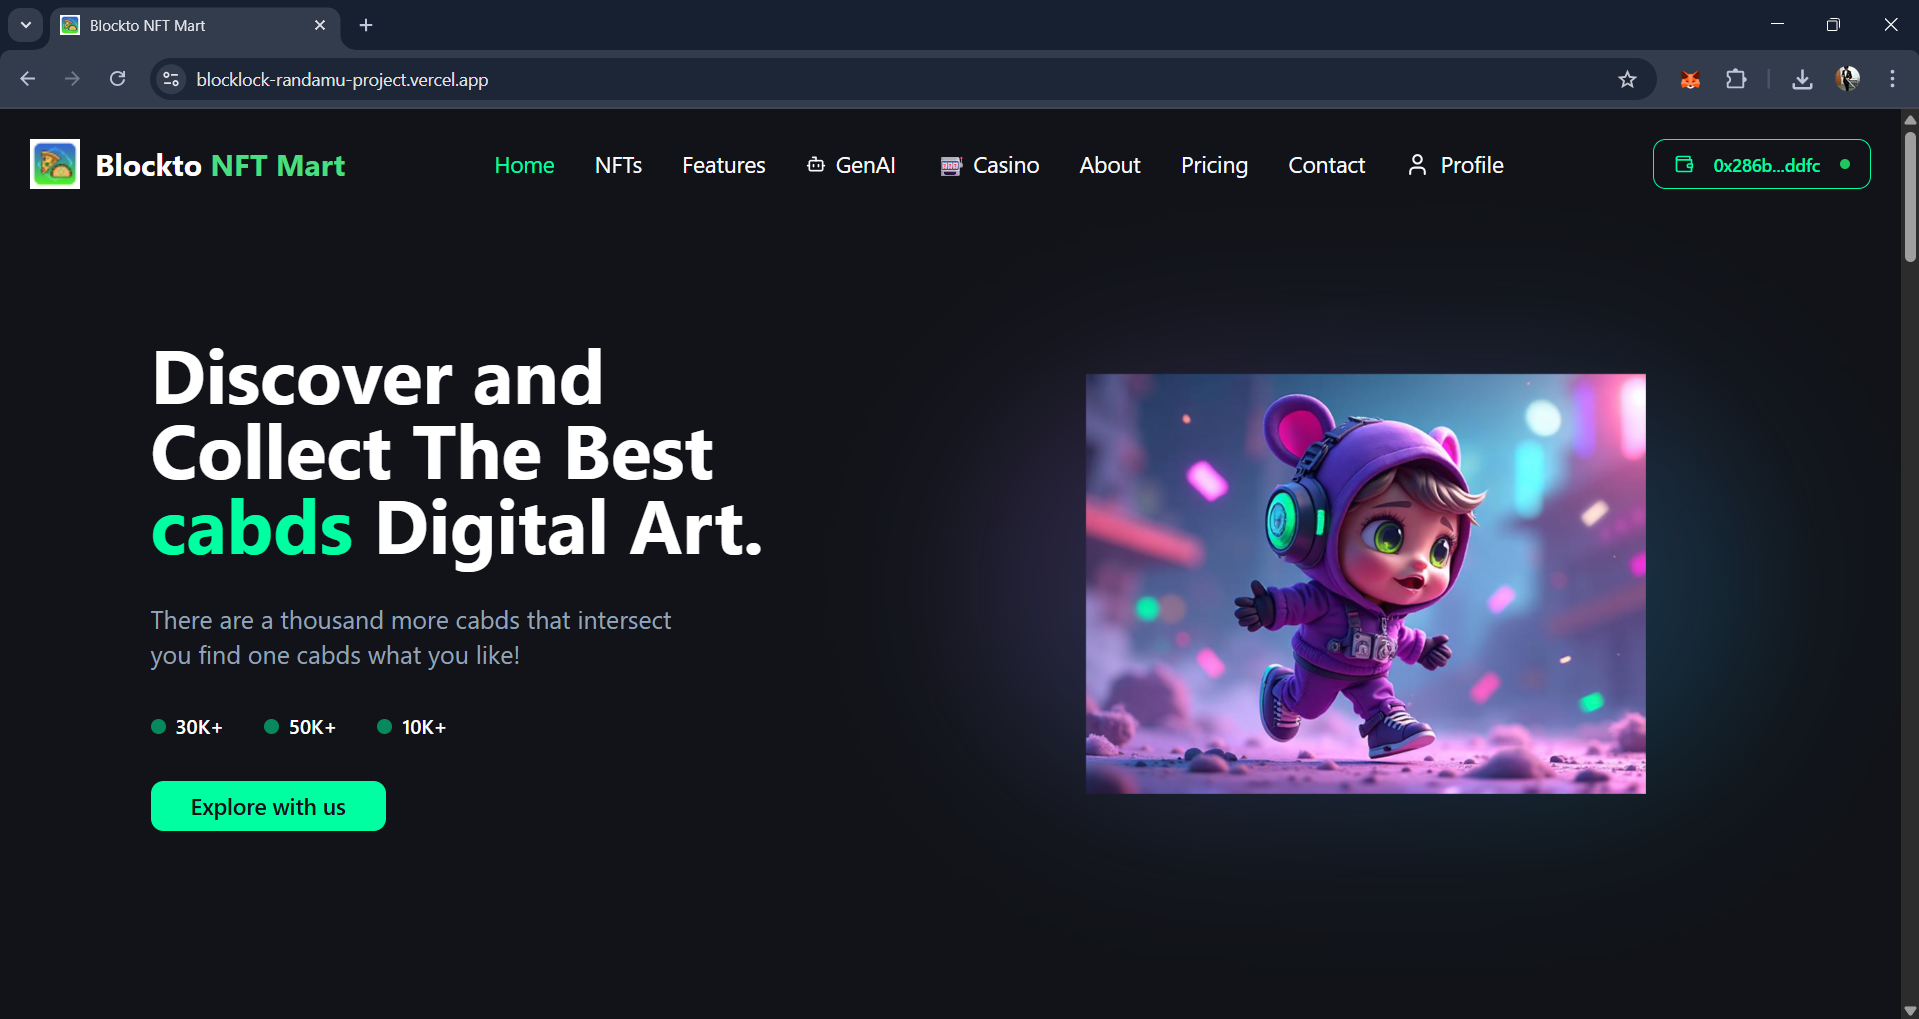 Blockto NFT Mart
blocklock-randamu-project.vercel.app
Blockto NFT Mart
Home
NFTs
Features
GenAI
Casino
About
Pricing
Contact
Profile
0x286b...ddfc
Discover and
Collect The Best
cabds Digital Art.
There are a thousand more cabds that intersect
you find one cabds what you like!
30K+
50K+
10K+
Explore with us